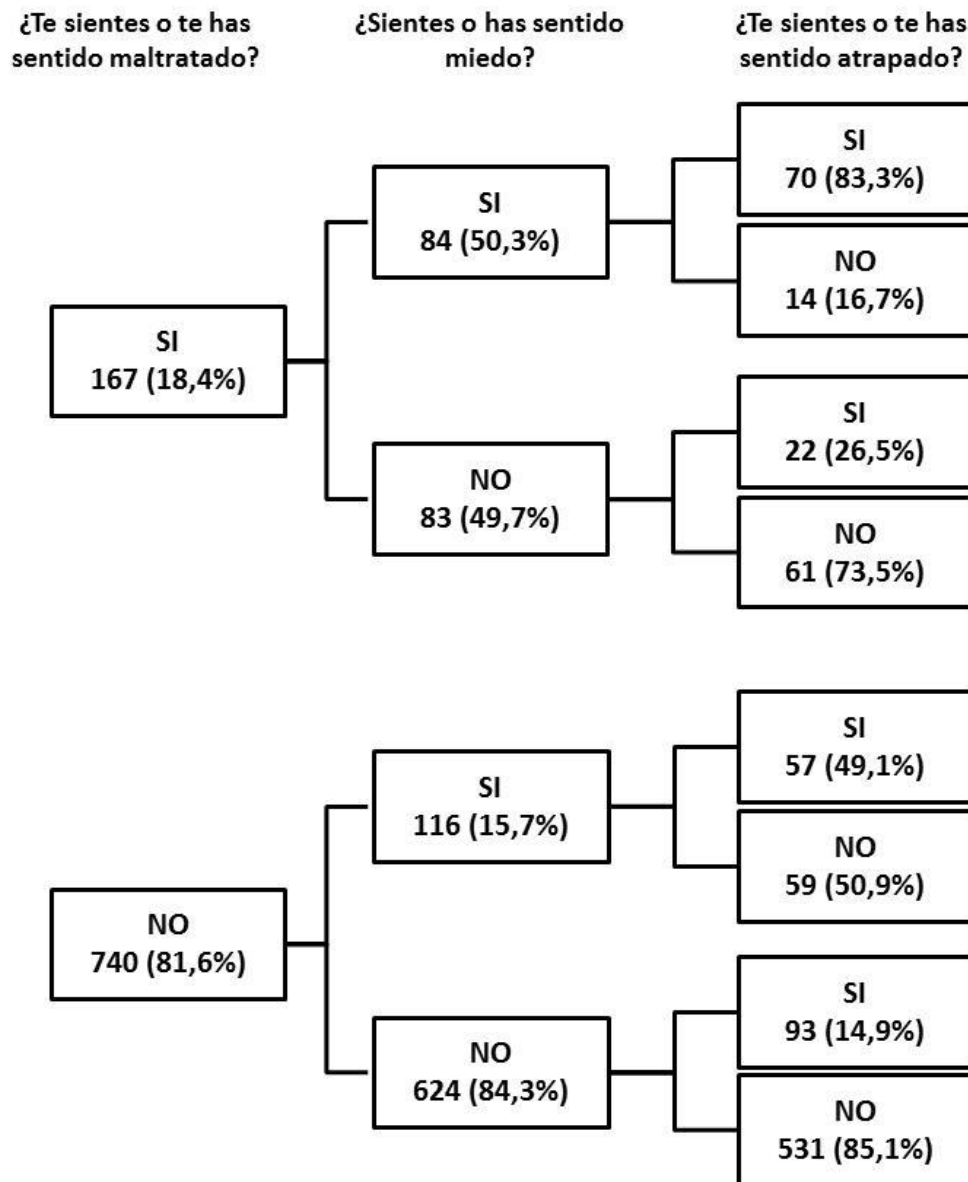 ¿Te sientes o te has
sentido maltratado?
¿Sientes o has sentido
miedo?
¿Te sientes o te has
sentido atrapado?
SI
167 (18,4%)
SI
84 (50,3%)
SI
70 (83,3%)
NO
14 (16,7%)
NO
83 (49,7%)
SI
22 (26,5%)
NO
61 (73,5%)
NO
740 (81,6%)
SI
116 (15,7%)
SI
57 (49,1%)
NO
59 (50,9%)
NO
624 (84,3%)
SI
93 (14,9%)
NO
531 (85,1%)